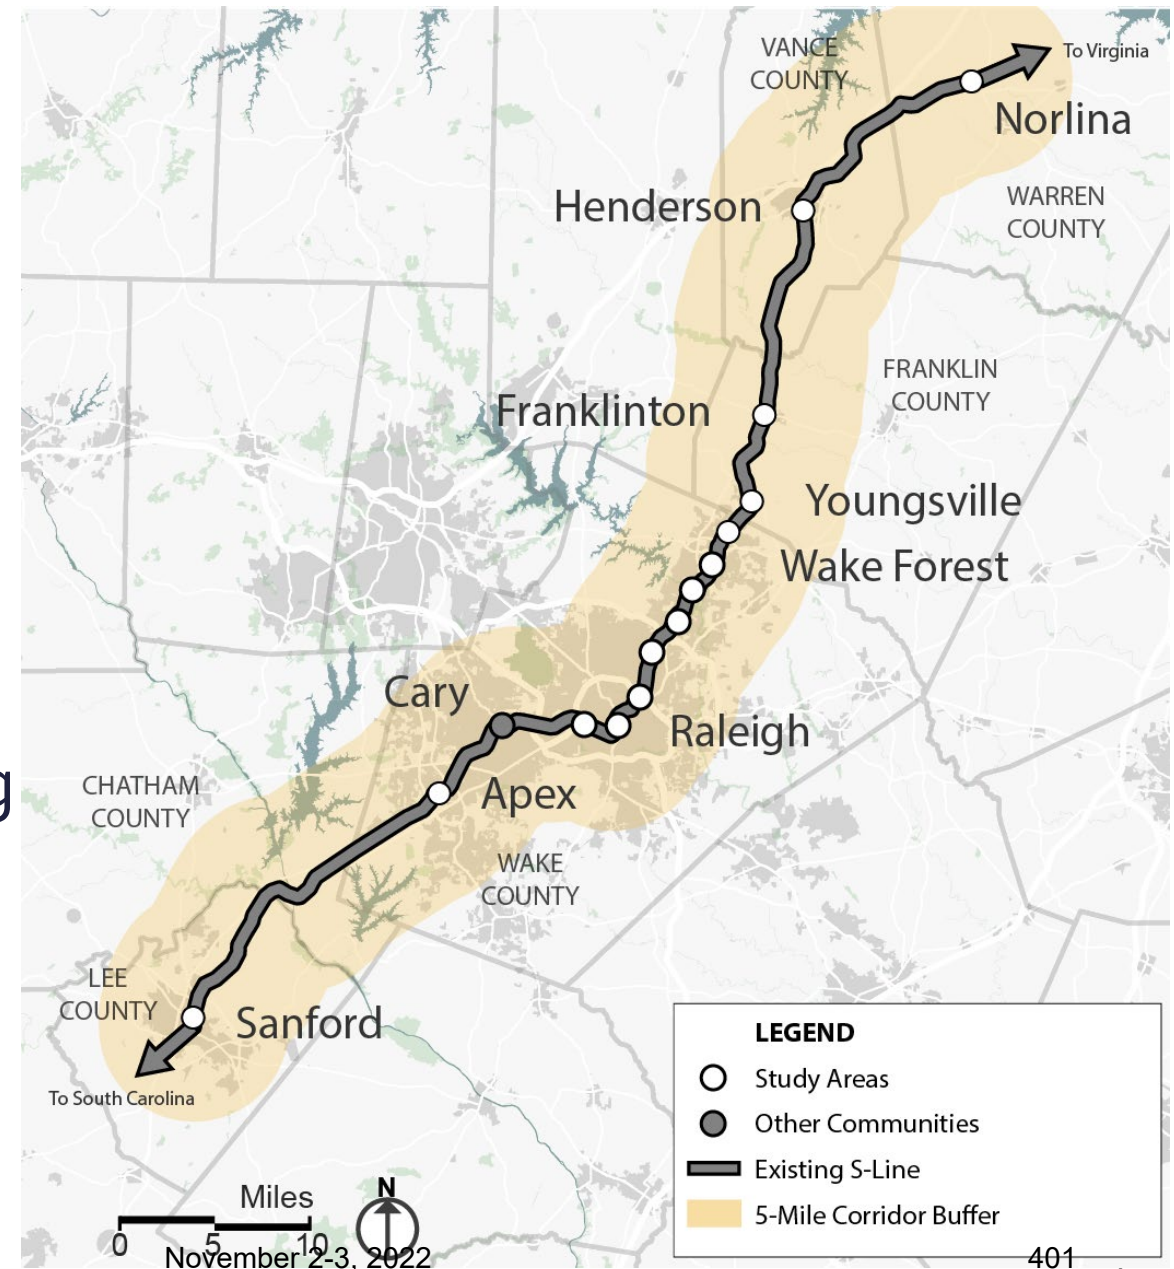 VANCE
COUNTY
To Virginia
Norlina
Henderson
WARREN
COUNTY
FRANKLIN
COUNTY
Franklinton
Youngsville
Wake Forest
Cary
Raleigh
g
CHATHAM
COUNTY
Apex
WAKE
COUNTY
LEE
COUNTY
Sanford
To South Carolina
LEGEND
Study Areas
Other Communities
Existing S-Line
5-Mile Corridor Buffer
Miles
N
0 5 10
November 2-3, 2022
401